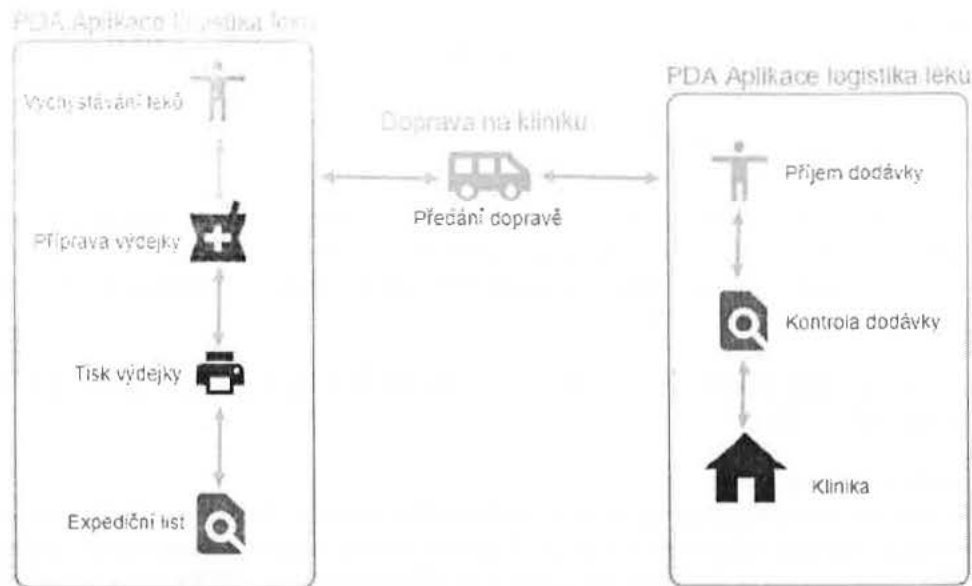 PDA Aplikace logistika léků
Vychystávání léků
Příprava výdejky
Tisk výdejky
Expediční list
Doprava na kliniku
Předání dopravě
PDA Aplikace logistika léků
Příjem dodávky
Kontrola dodávky
Klinika